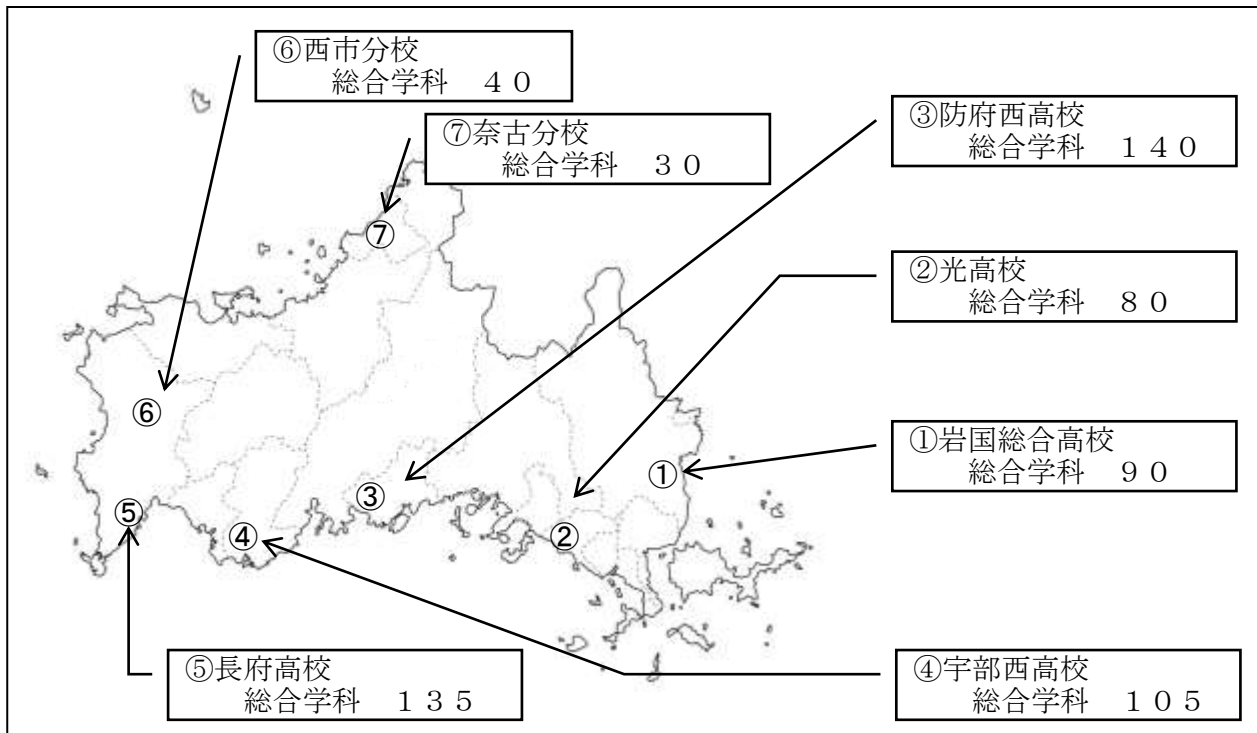 ⑥西市分校
総合学科　４０
⑦奈古分校
総合学科　３０
③防府西高校
総合学科　１４０
②光高校
総合学科　８０
①岩国総合高校
総合学科　９０
⑤長府高校
総合学科　１３５
④宇部西高校
総合学科　１０５
⑦
⑥
①
③
⑤
④
②